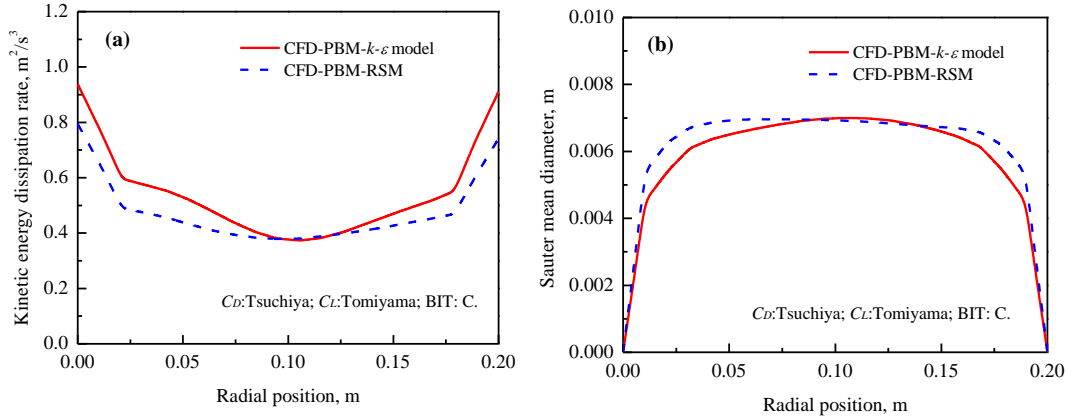 (a)
CFD-PBM-k-ε model
CFD-PBM-RSM
Kinetic energy dissipation rate, m²/s³
1.2
1.0
0.8
0.6
0.4
0.2
0.0
C_D:Tsuchiya; C_L:Tomiyama; BIT: C.
0.00 0.05 0.10 0.15 0.20
Radial position, m
(b)
CFD-PBM-k-ε model
CFD-PBM-RSM
Sauter mean diameter, m
0.010
0.008
0.006
0.004
0.002
0.000
C_D:Tsuchiya; C_L:Tomiyama; BIT: C.
0.00 0.05 0.10 0.15 0.20
Radial position, m